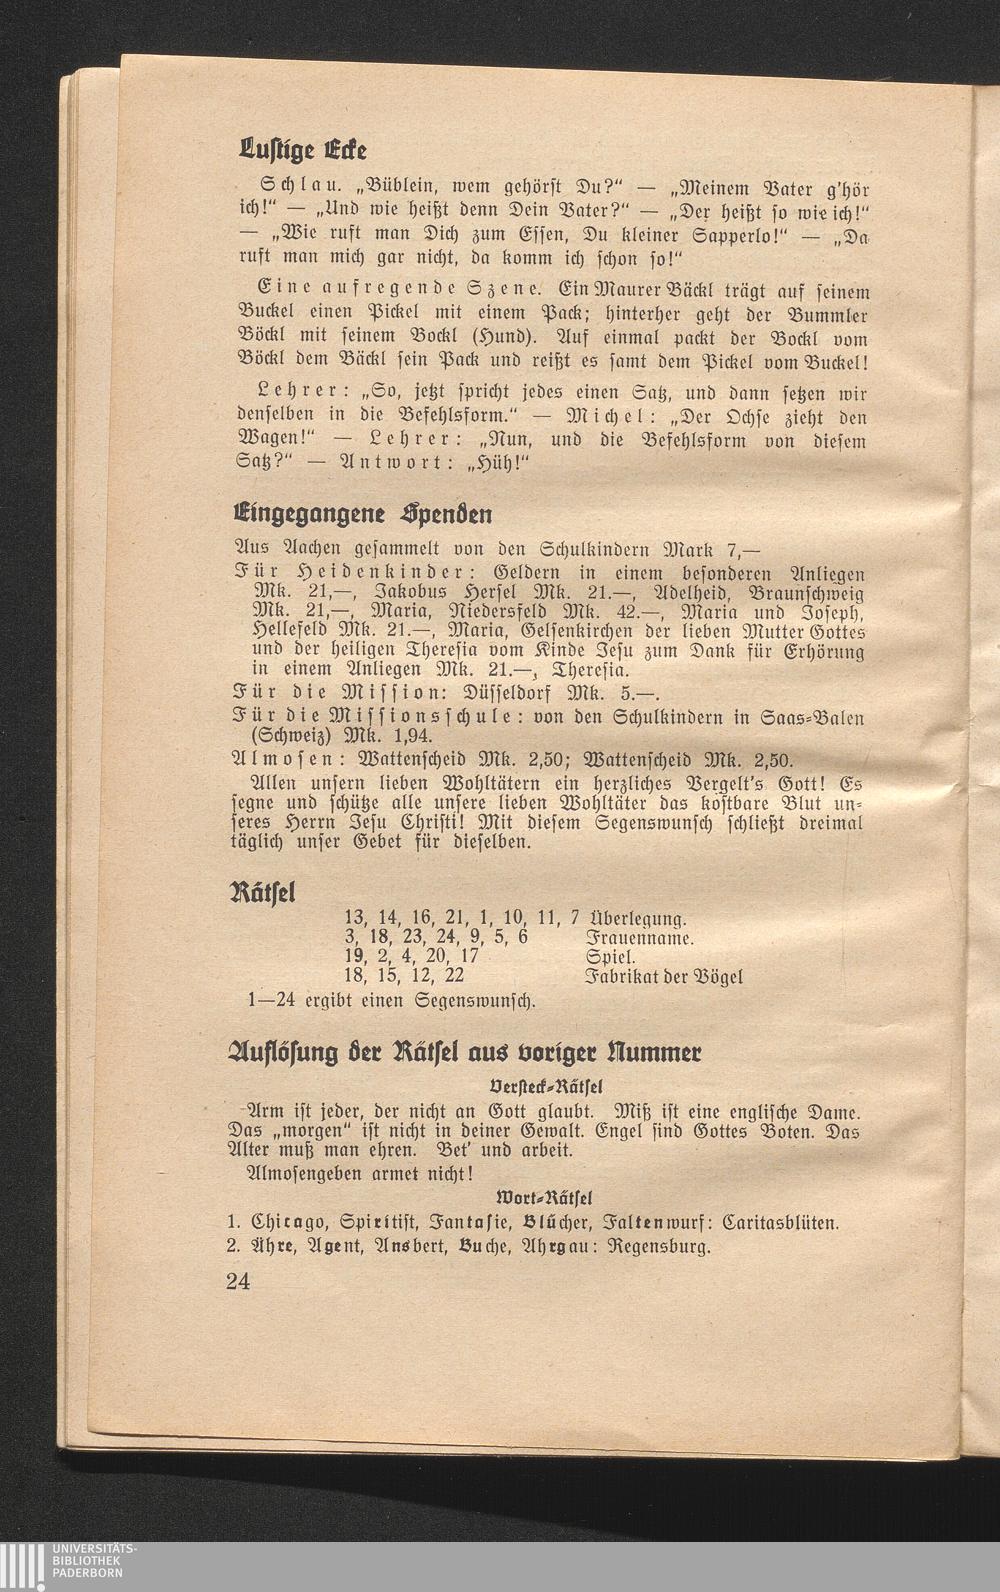 Lustige Ecke
Schlau. „Büblein, wem gehörst Du?“ — „Meinem Vater g'hör
ich!“ — „Und wie heißt denn Dein Vater?“ — „Der heißt so wie ich!“
— „Wie ruft man Dich zum Essen, Du kleiner Sapperlo!“ — „Da
ruft man mich gar nicht, da komm ich schon so!“
Eine aufregende Szene. Ein Maurer Bäckl trägt auf seinem
Buckel einen Pickel mit einem Pack; hinterher geht der Bummler
Böckl mit seinem Bockl (Hund). Auf einmal packt der Bockl vom
Böckl dem Bäckl sein Pack und reißt es samt dem Pickel vom Buckel!
Lehrer: „So, jetzt spricht jedes einen Satz, und dann setzen wir
denselben in die Befehlsform.“ — Michel: „Der Ochse zieht den
Wagen!“ — Lehrer: „Nun, und die Befehlsform von diesem
Satz?“ — Antwort: „Hüh!“
Eingegangene Spenden
Aus Aachen gesammelt von den Schulkindern Mark 7,—
Für Heidenkinder: Geldern in einem besonderen Anliegen
Mk. 21,—, Jakobus Hersel Mk. 21.—, Adelheid, Braunschweig
Mk. 21,—, Maria, Niedersfeld Mk. 42.—, Maria und Joseph,
Hellefeld Mk. 21.—, Maria, Gelsenkirchen der lieben Mutter Gottes
und der heiligen Theresia vom Kinde Jesu zum Dank für Erhörung
in einem Anliegen Mk. 21.—, Theresia.
Für die Mission: Düsseldorf Mk. 5.—.
Für die Missionsschule: von den Schulkindern in Saas-Balen
(Schweiz) Mk. 1,94.
Almosen: Wattenscheid Mk. 2,50; Wattenscheid Mk. 2,50.
Allen unsern lieben Wohltätern ein herzliches Vergelt's Gott! Es
segne und schütze alle unsere lieben Wohltäter das kostbare Blut un-
seres Herrn Jesu Christi! Mit diesem Segenswunsch schließt dreimal
täglich unser Gebet für dieselben.
Rätsel
13, 14, 16, 21, 1, 10, 11, 7 Überlegung.
3, 18, 23, 24, 9, 5, 6 Frauenname.
19, 2, 4, 20, 17 Spiel.
18, 15, 12, 22 Fabrikat der Vögel
1—24 ergibt einen Segenswunsch.
Auflösung der Rätsel aus voriger Nummer
Versteck-Rätsel
Arm ist jeder, der nicht an Gott glaubt. Miß ist eine englische Dame.
Das „morgen“ ist nicht in deiner Gewalt. Engel sind Gottes Boten. Das
Alter muß man ehren. Bet' und arbeit.
Almosengeben armet nicht!
Wort-Rätsel
1. Chicago, Spiritist, Fantasie, Blücher, Faltenwurf: Caritasblüten.
2. Ähre, Agent, Ansbert, Buche, Ahrgau: Regensburg.
24
UNIVERSITÄTS-
BIBLIOTHEK
PADERBORN